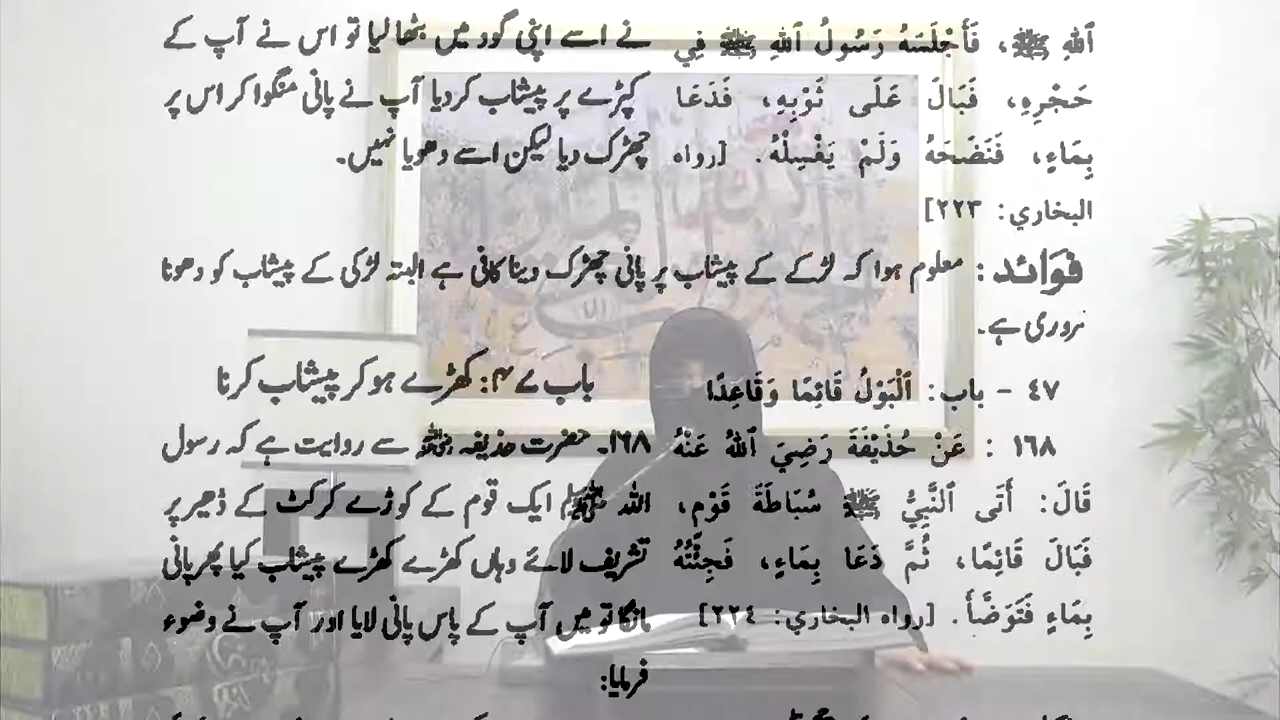 ٱللهِ ﷺ، فَأَجْلَسَهُ رَسُولُ ٱللهِ ﷺ فِي
حَجْرِهِ، فَبَالَ عَلَى ثَوْبِهِ، فَدَعَا
بِمَاءٍ، فَنَضَحَهُ وَلَمْ يَغْسِلْهُ. [رواه
البخاري: ٢٢٣]
نے اسے اپنی گود میں بٹھا لیا تو اس نے آپ کے
کپڑے پر پیشاب کر دیا آپ نے پانی منگوا کر اس پر
چھڑک دیا لیکن اسے دھویا نہیں۔
فوائد: معلوم ہوا کہ لڑکے کے پیشاب پر پانی چھڑک دینا کافی ہے البتہ لڑکی کے پیشاب کو دھونا
ضروری ہے۔
٤٧ - باب: ٱلْبَوْلُ قَائِمًا وَقَاعِدًا
باب ۴۷: کھڑے ہو کر پیشاب کرنا
١٦٨ : عَنْ حُذَيْفَةَ رَضِيَ ٱللهُ عَنْهُ
قَالَ: أَتَى ٱلنَّبِيُّ ﷺ سُبَاطَةَ قَوْمٍ،
فَبَالَ قَائِمًا، ثُمَّ دَعَا بِمَاءٍ، فَجِئْتُهُ
بِمَاءٍ فَتَوَضَّأَ. [رواه البخاري: ٢٢٤]
۱۶۸۔ حضرت حذیفہ رضی اللہ عنہ سے روایت ہے کہ رسول
اللہ ﷺ ایک قوم کے کوڑے کرکٹ کے ڈھیر پر
تشریف لائے وہاں کھڑے کھڑے پیشاب کیا پھر پانی
مانگا تو میں آپ کے پاس پانی لایا اور آپ نے وضوء
فرمایا: